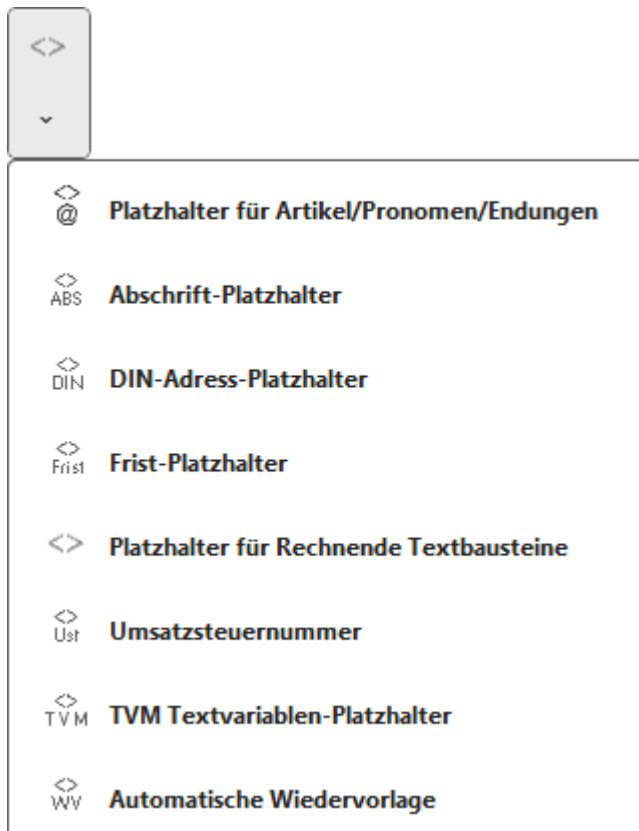 <>
<>
@ Platzhalter für Artikel/Pronomen/Endungen
<>
ABS Abschrift-Platzhalter
<>
DIN DIN-Adress-Platzhalter
<>
Frist Frist-Platzhalter
<> Platzhalter für Rechnende Textbausteine
<>
Ust Umsatzsteuernummer
<>
TVM TVM Textvariablen-Platzhalter
<>
WV Automatische Wiedervorlage